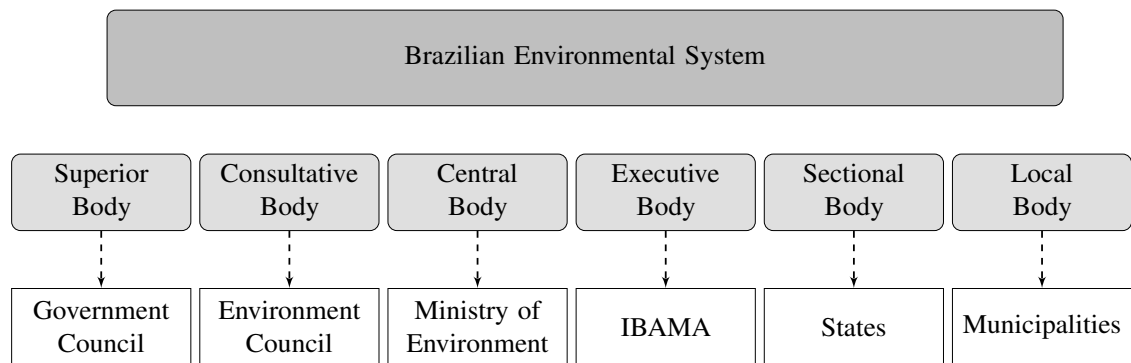 Brazilian Environmental System
Superior
Body
Consultative
Body
Central
Body
Executive
Body
Sectional
Body
Local
Body
Government
Council
Environment
Council
Ministry of
Environment
IBAMA
States
Municipalities